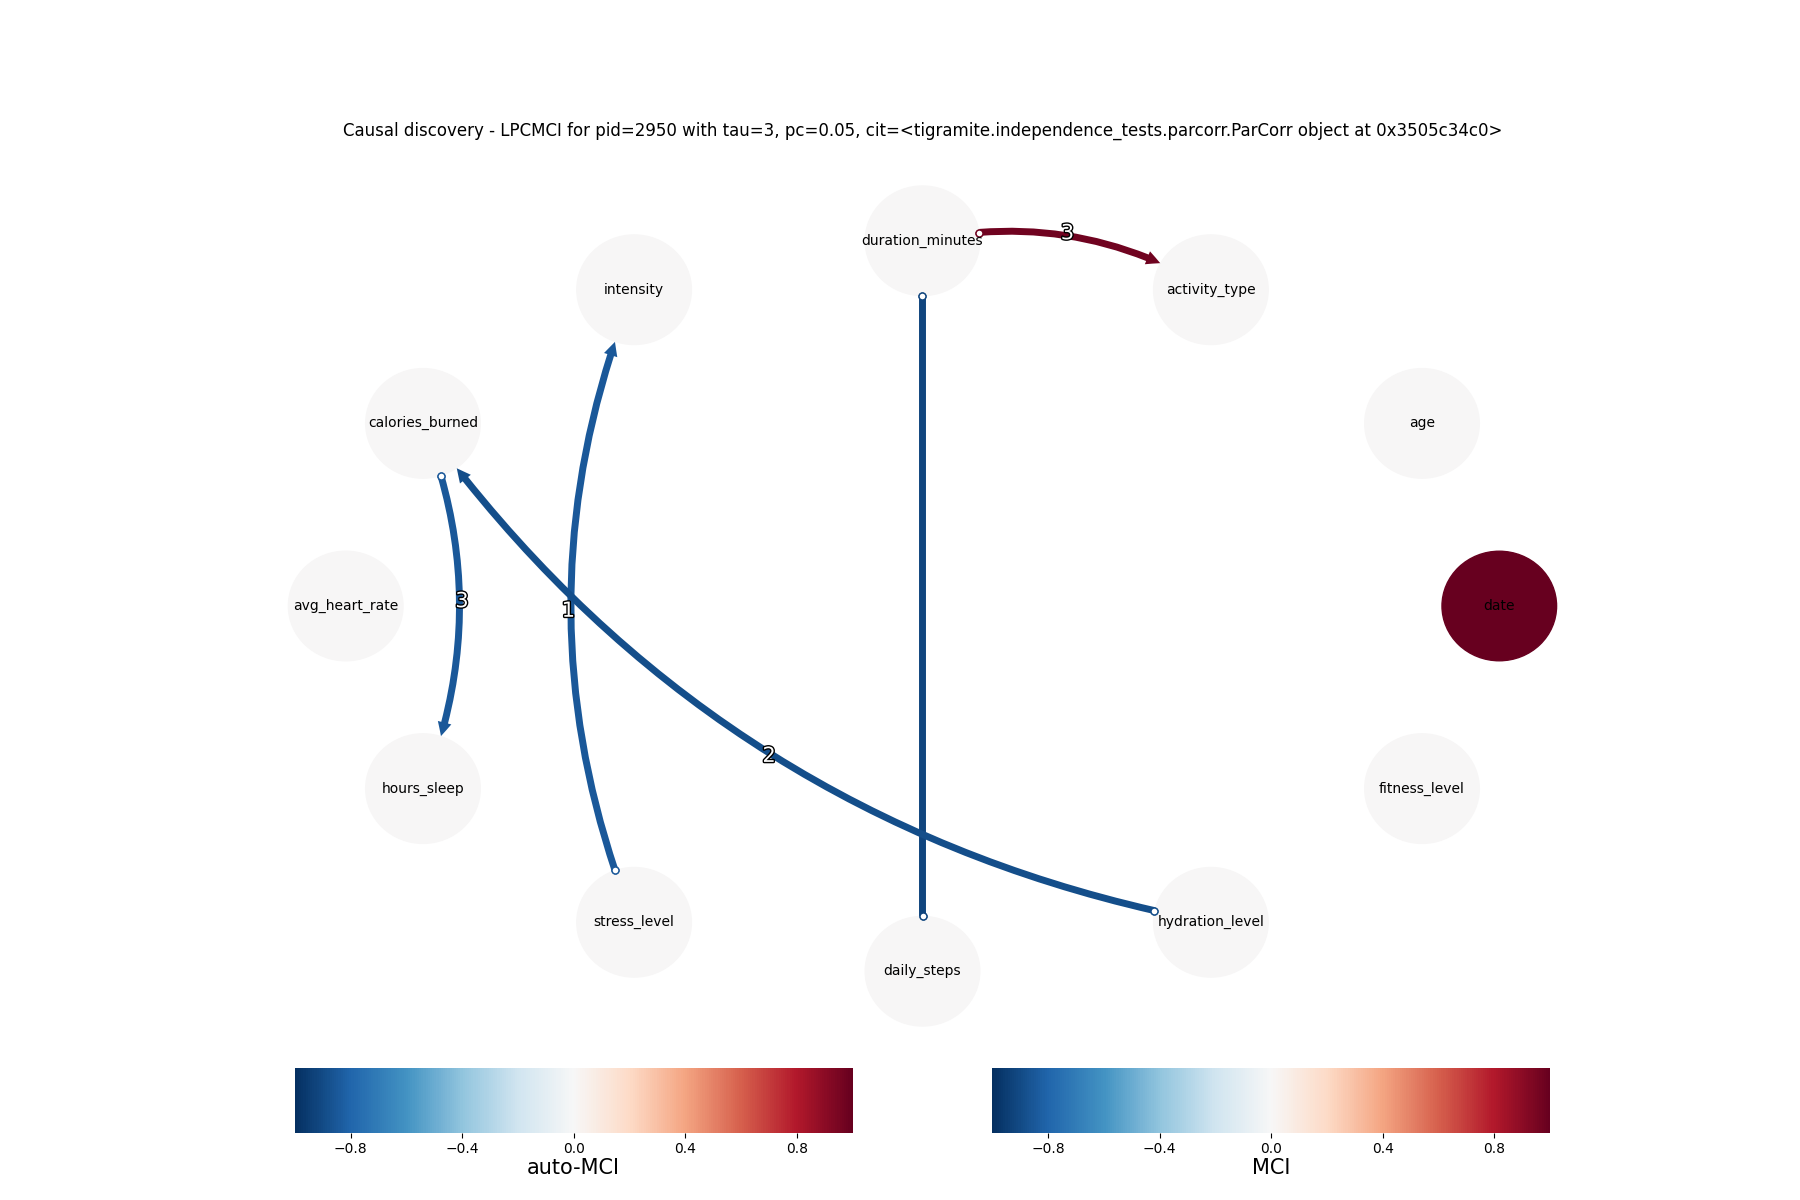 Causal discovery - LPCMCI for pid=2950 with tau=3, pc=0.05, cit=<tigramite.independence_tests.parcorr.ParCorr object at 0x3505c34c0>
duration_minutes
3
intensity
activity_type
calories_burned
age
avg_heart_rate
3
1
date
2
hours_sleep
fitness_level
stress_level
hydration_level
daily_steps
−0.8 −0.4 0.0 0.4 0.8
auto-MCI
−0.8 −0.4 0.0 0.4 0.8
MCI